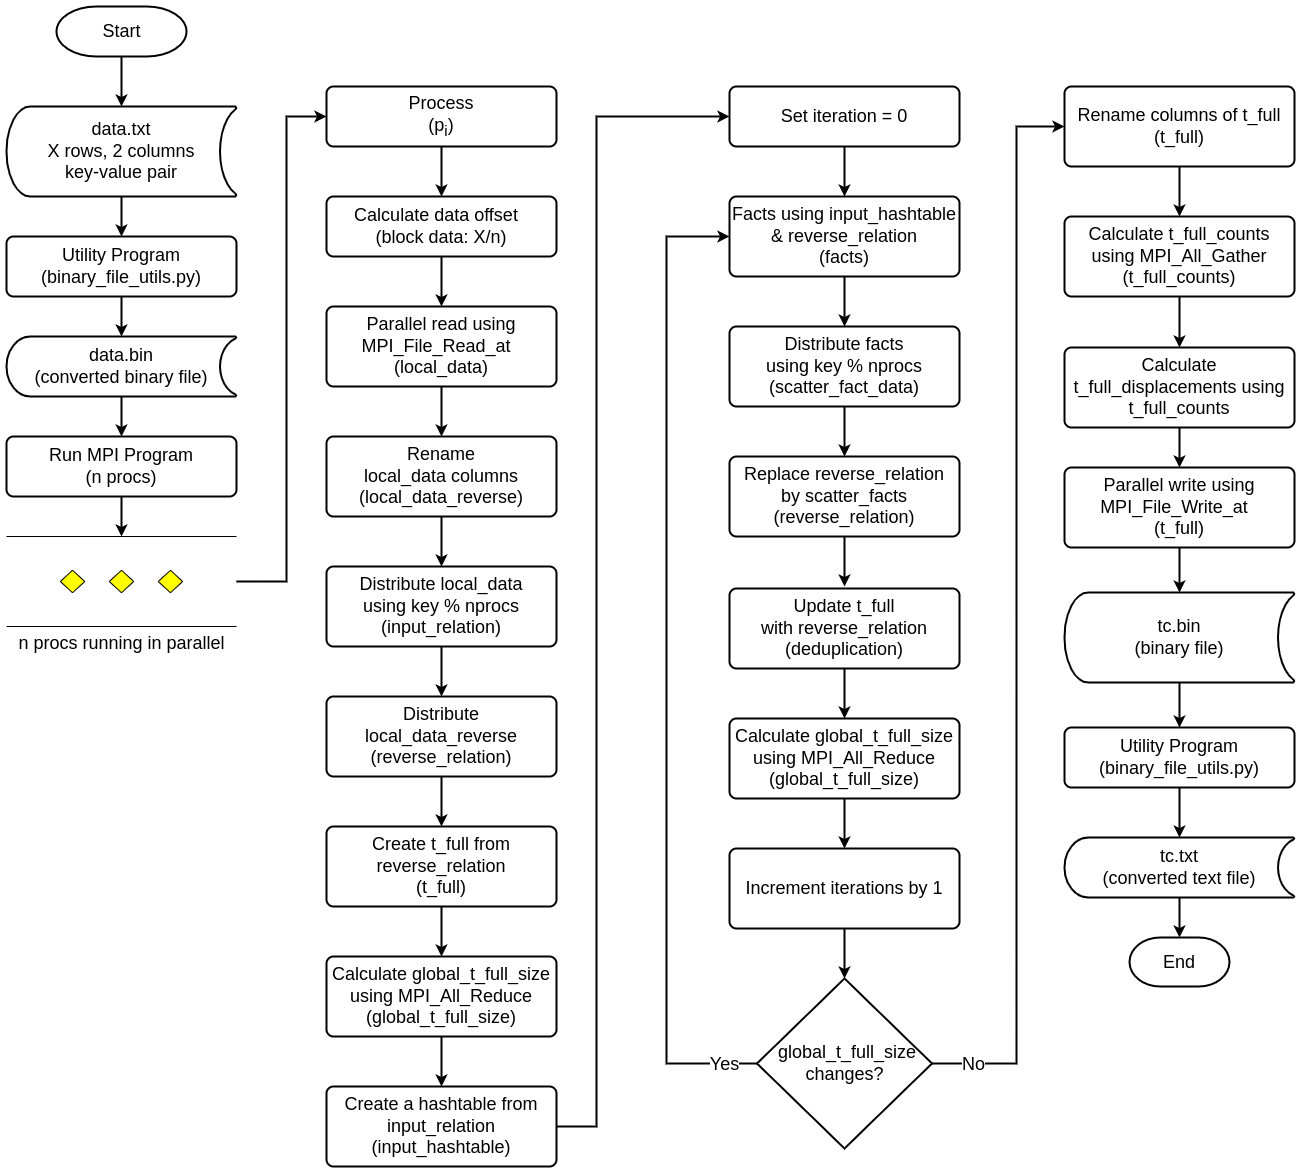 Start
data.txt
X rows, 2 columns
key-value pair
Utility Program
(binary_file_utils.py)
data.bin
(converted binary file)
Run MPI Program
(n procs)
n procs running in parallel
Process
(pi)
Calculate data offset
(block data: X/n)
Parallel read using
MPI_File_Read_at
(local_data)
Rename
local_data columns
(local_data_reverse)
Distribute local_data
using key % nprocs
(input_relation)
Distribute
local_data_reverse
(reverse_relation)
Create t_full from
reverse_relation
(t_full)
Calculate global_t_full_size
using MPI_All_Reduce
(global_t_full_size)
Create a hashtable from
input_relation
(input_hashtable)
Set iteration = 0
Facts using input_hashtable
& reverse_relation
(facts)
Distribute facts
using key % nprocs
(scatter_fact_data)
Replace reverse_relation
by scatter_facts
(reverse_relation)
Update t_full
with reverse_relation
(deduplication)
Calculate global_t_full_size
using MPI_All_Reduce
(global_t_full_size)
Increment iterations by 1
global_t_full_size
changes?
Yes
No
Rename columns of t_full
(t_full)
Calculate t_full_counts
using MPI_All_Gather
(t_full_counts)
Calculate
t_full_displacements using
t_full_counts
Parallel write using
MPI_File_Write_at
(t_full)
tc.bin
(binary file)
Utility Program
(binary_file_utils.py)
tc.txt
(converted text file)
End